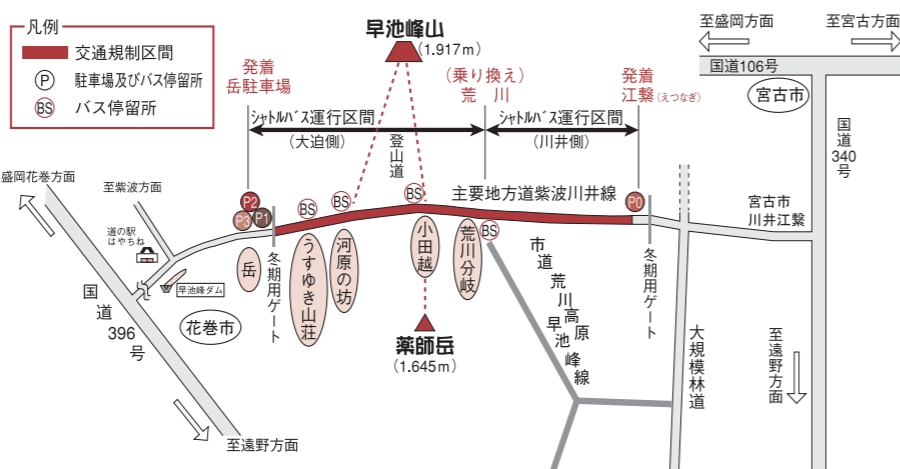 凡例
交通規制区間
P 駐車場及びバス停留所
BS バス停留所
早池峰山
(1.917m)
至盛岡方面
至宮古方面
国道106号
宮古市
国道340号
発着
岳駐車場
(乗り換え)
荒川
発着
江繋(えつなぎ)
ｼｬﾄﾙﾊﾞｽ運行区間
(大迫側)
ｼｬﾄﾙﾊﾞｽ運行区間
(川井側)
登山道
主要地方道紫波川井線
盛岡花巻方面
至紫波方面
道の駅
はやちね
早池峰ダム
国道396号
花巻市
至遠野方面
P2
P3
P1
BS
BS
BS
BS
P0
岳
冬期用ゲート
うすゆき山荘
河原の坊
小田越
荒川分岐
薬師岳
(1.645m)
市道荒川高原
早池峰線
冬期用ゲート
大規模林道
宮古市
川井江繋
至遠野方面